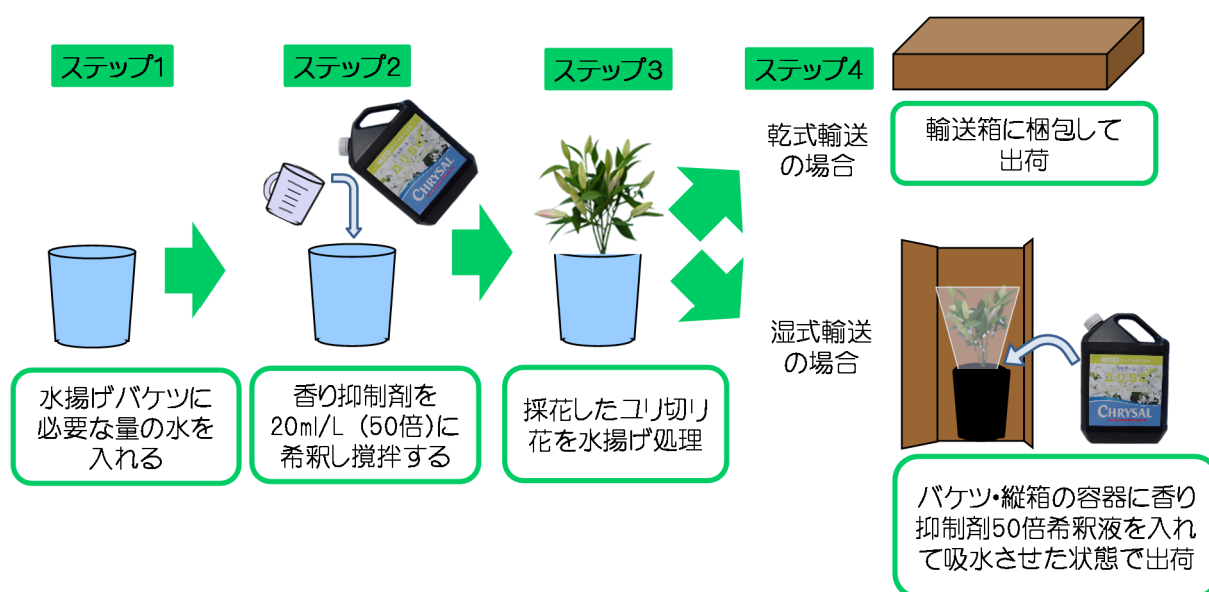 ステップ1
水揚げバケツに
必要な量の水を
入れる
ステップ2
CHRYSAL
香り抑制剤を
20ml/L (50倍)に
希釈し撹拌する
ステップ3
採花したユリ切り
花を水揚げ処理
ステップ4
乾式輸送
の場合
輸送箱に梱包して
出荷
湿式輸送
の場合
CHRYSAL
バケツ・縦箱の容器に香り
抑制剤50倍希釈液を入れ
て吸水させた状態で出荷